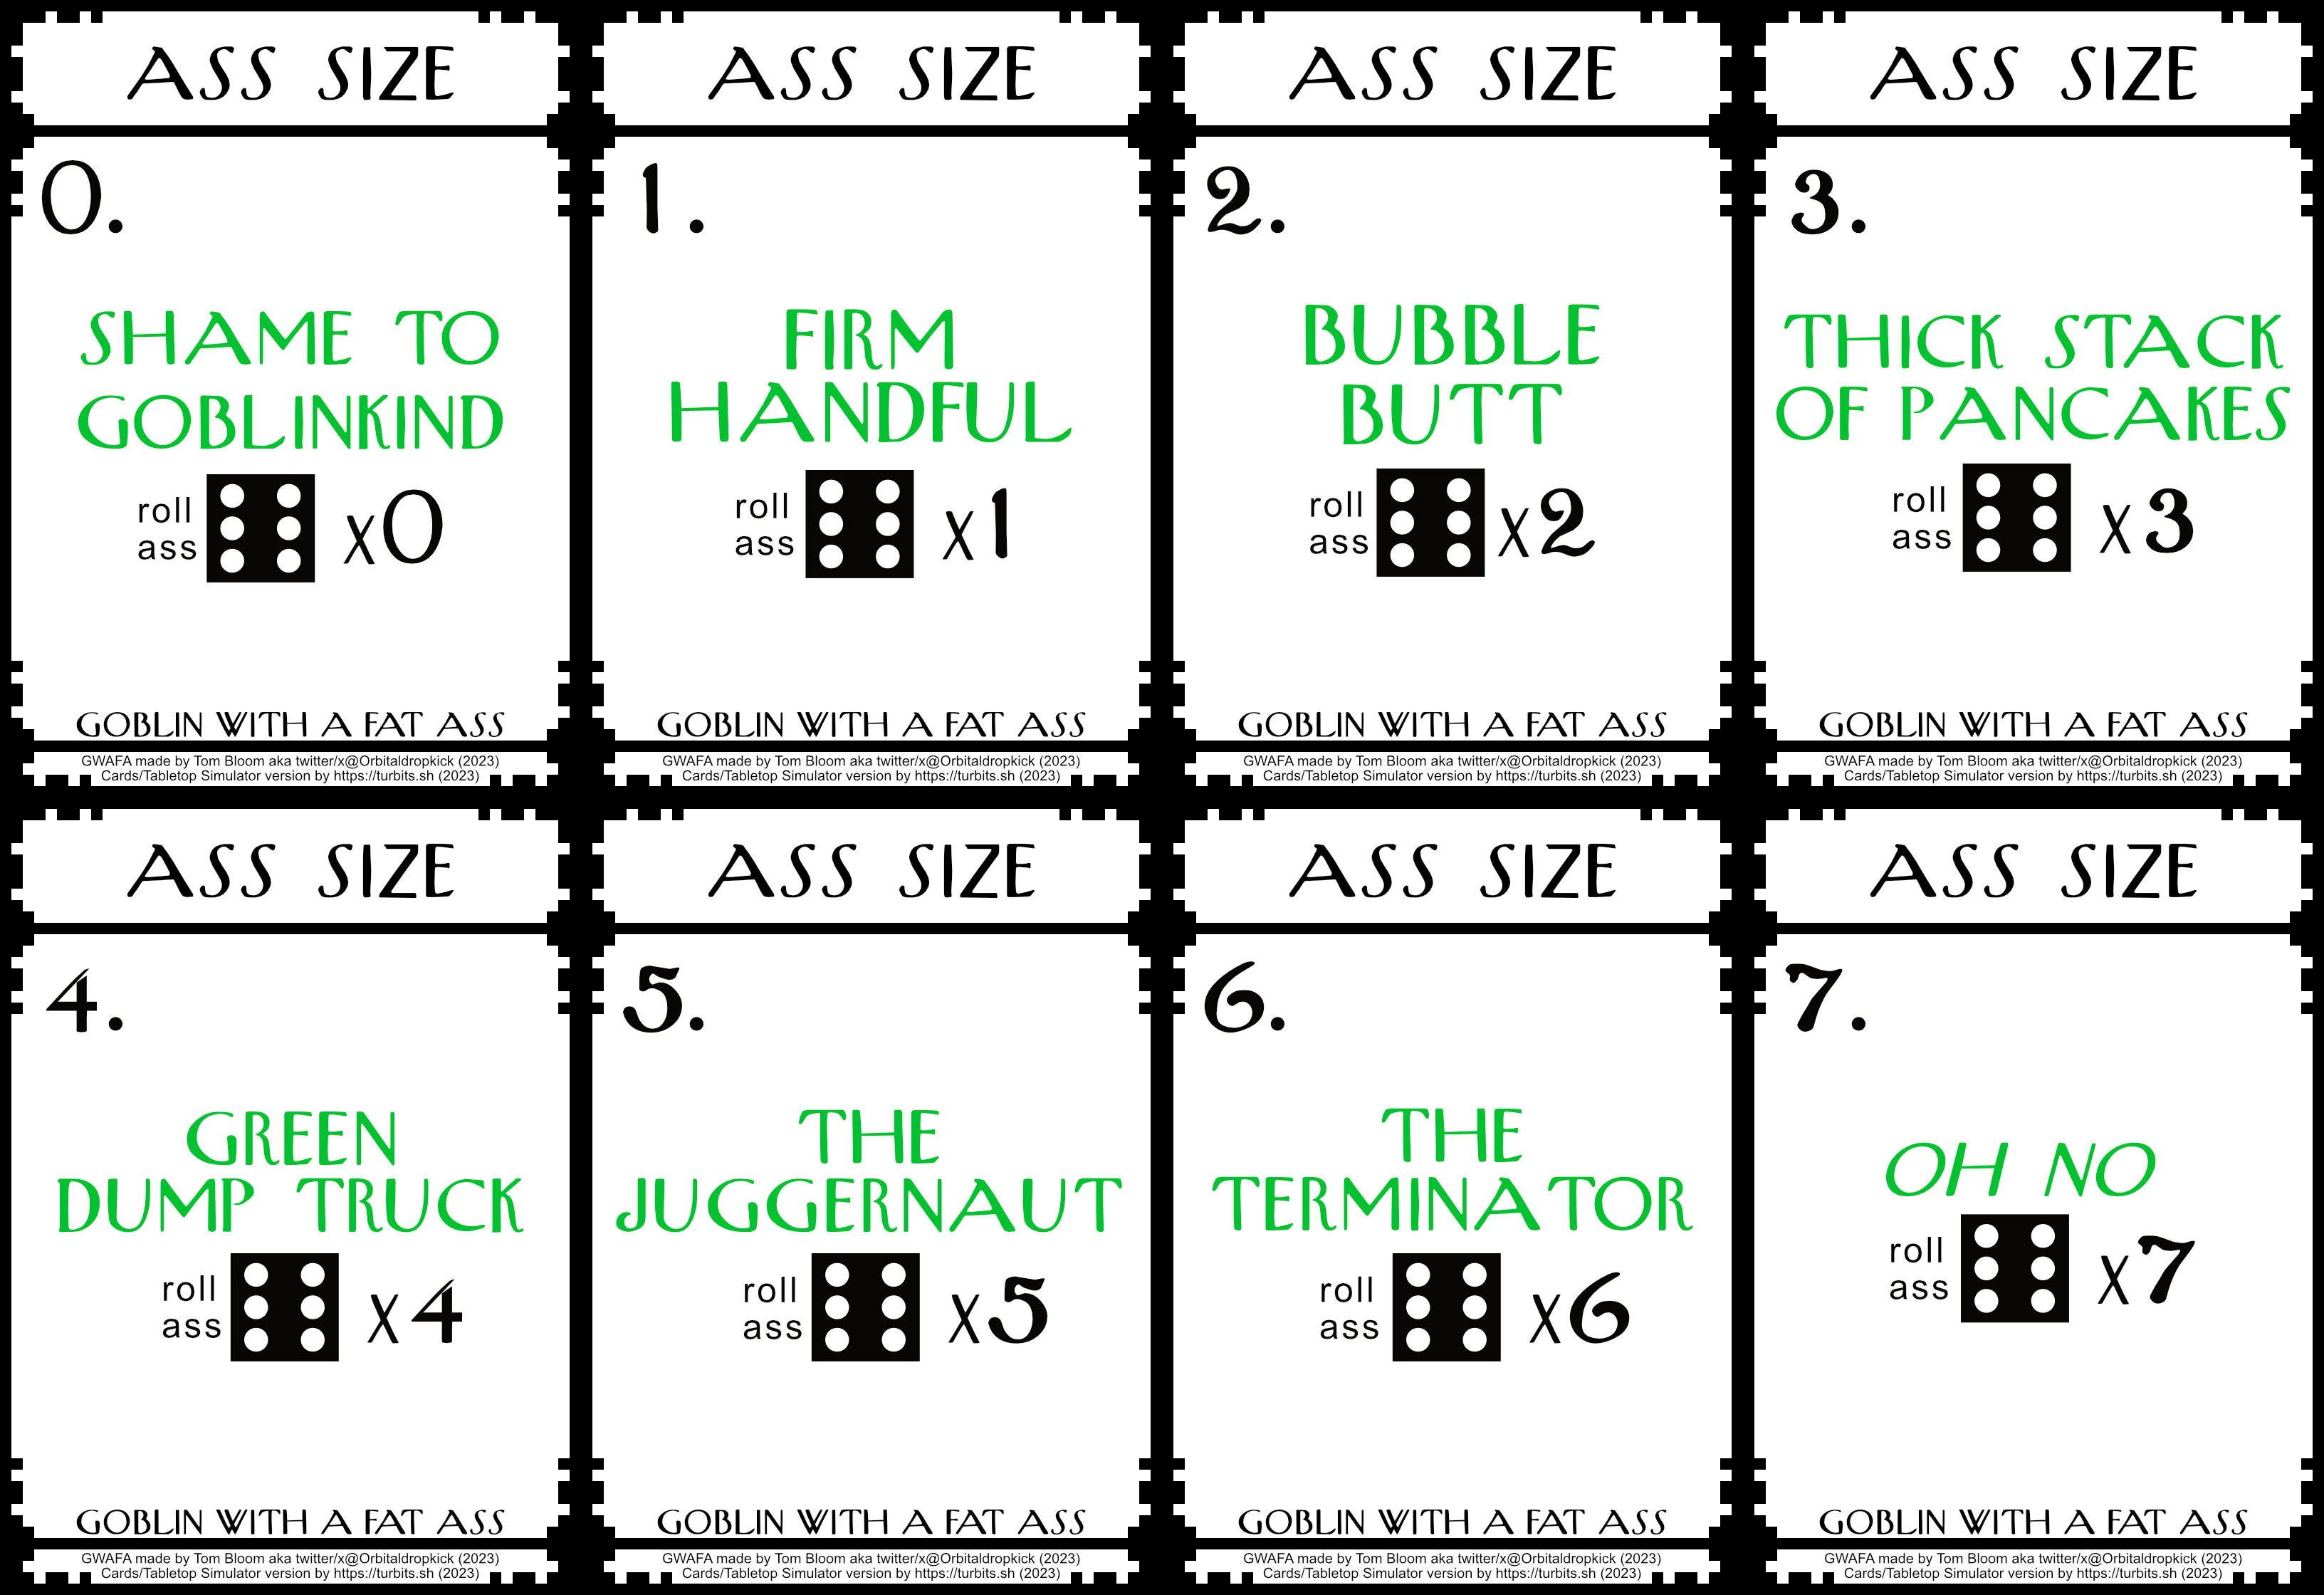 ASS SIZE
0.
SHAME TO
GOBLINKIND
roll
ass
x0
GOBLIN WITH A FAT ASS
GWAFA made by Tom Bloom aka twitter/x@Orbitaldropkick (2023)
Cards/Tabletop Simulator version by https://turbits.sh (2023)
ASS SIZE
1.
FIRM
HANDFUL
roll
ass
x1
GOBLIN WITH A FAT ASS
GWAFA made by Tom Bloom aka twitter/x@Orbitaldropkick (2023)
Cards/Tabletop Simulator version by https://turbits.sh (2023)
ASS SIZE
2.
BUBBLE
BUTT
roll
ass
x2
GOBLIN WITH A FAT ASS
GWAFA made by Tom Bloom aka twitter/x@Orbitaldropkick (2023)
Cards/Tabletop Simulator version by https://turbits.sh (2023)
ASS SIZE
3.
THICK STACK
OF PANCAKES
roll
ass
x3
GOBLIN WITH A FAT ASS
GWAFA made by Tom Bloom aka twitter/x@Orbitaldropkick (2023)
Cards/Tabletop Simulator version by https://turbits.sh (2023)
ASS SIZE
4.
GREEN
DUMP TRUCK
roll
ass
x4
GOBLIN WITH A FAT ASS
GWAFA made by Tom Bloom aka twitter/x@Orbitaldropkick (2023)
Cards/Tabletop Simulator version by https://turbits.sh (2023)
ASS SIZE
5.
THE
JUGGERNAUT
roll
ass
x5
GOBLIN WITH A FAT ASS
GWAFA made by Tom Bloom aka twitter/x@Orbitaldropkick (2023)
Cards/Tabletop Simulator version by https://turbits.sh (2023)
ASS SIZE
6.
THE
TERMINATOR
roll
ass
x6
GOBLIN WITH A FAT ASS
GWAFA made by Tom Bloom aka twitter/x@Orbitaldropkick (2023)
Cards/Tabletop Simulator version by https://turbits.sh (2023)
ASS SIZE
7.
OH NO
roll
ass
x7
GOBLIN WITH A FAT ASS
GWAFA made by Tom Bloom aka twitter/x@Orbitaldropkick (2023)
Cards/Tabletop Simulator version by https://turbits.sh (2023)